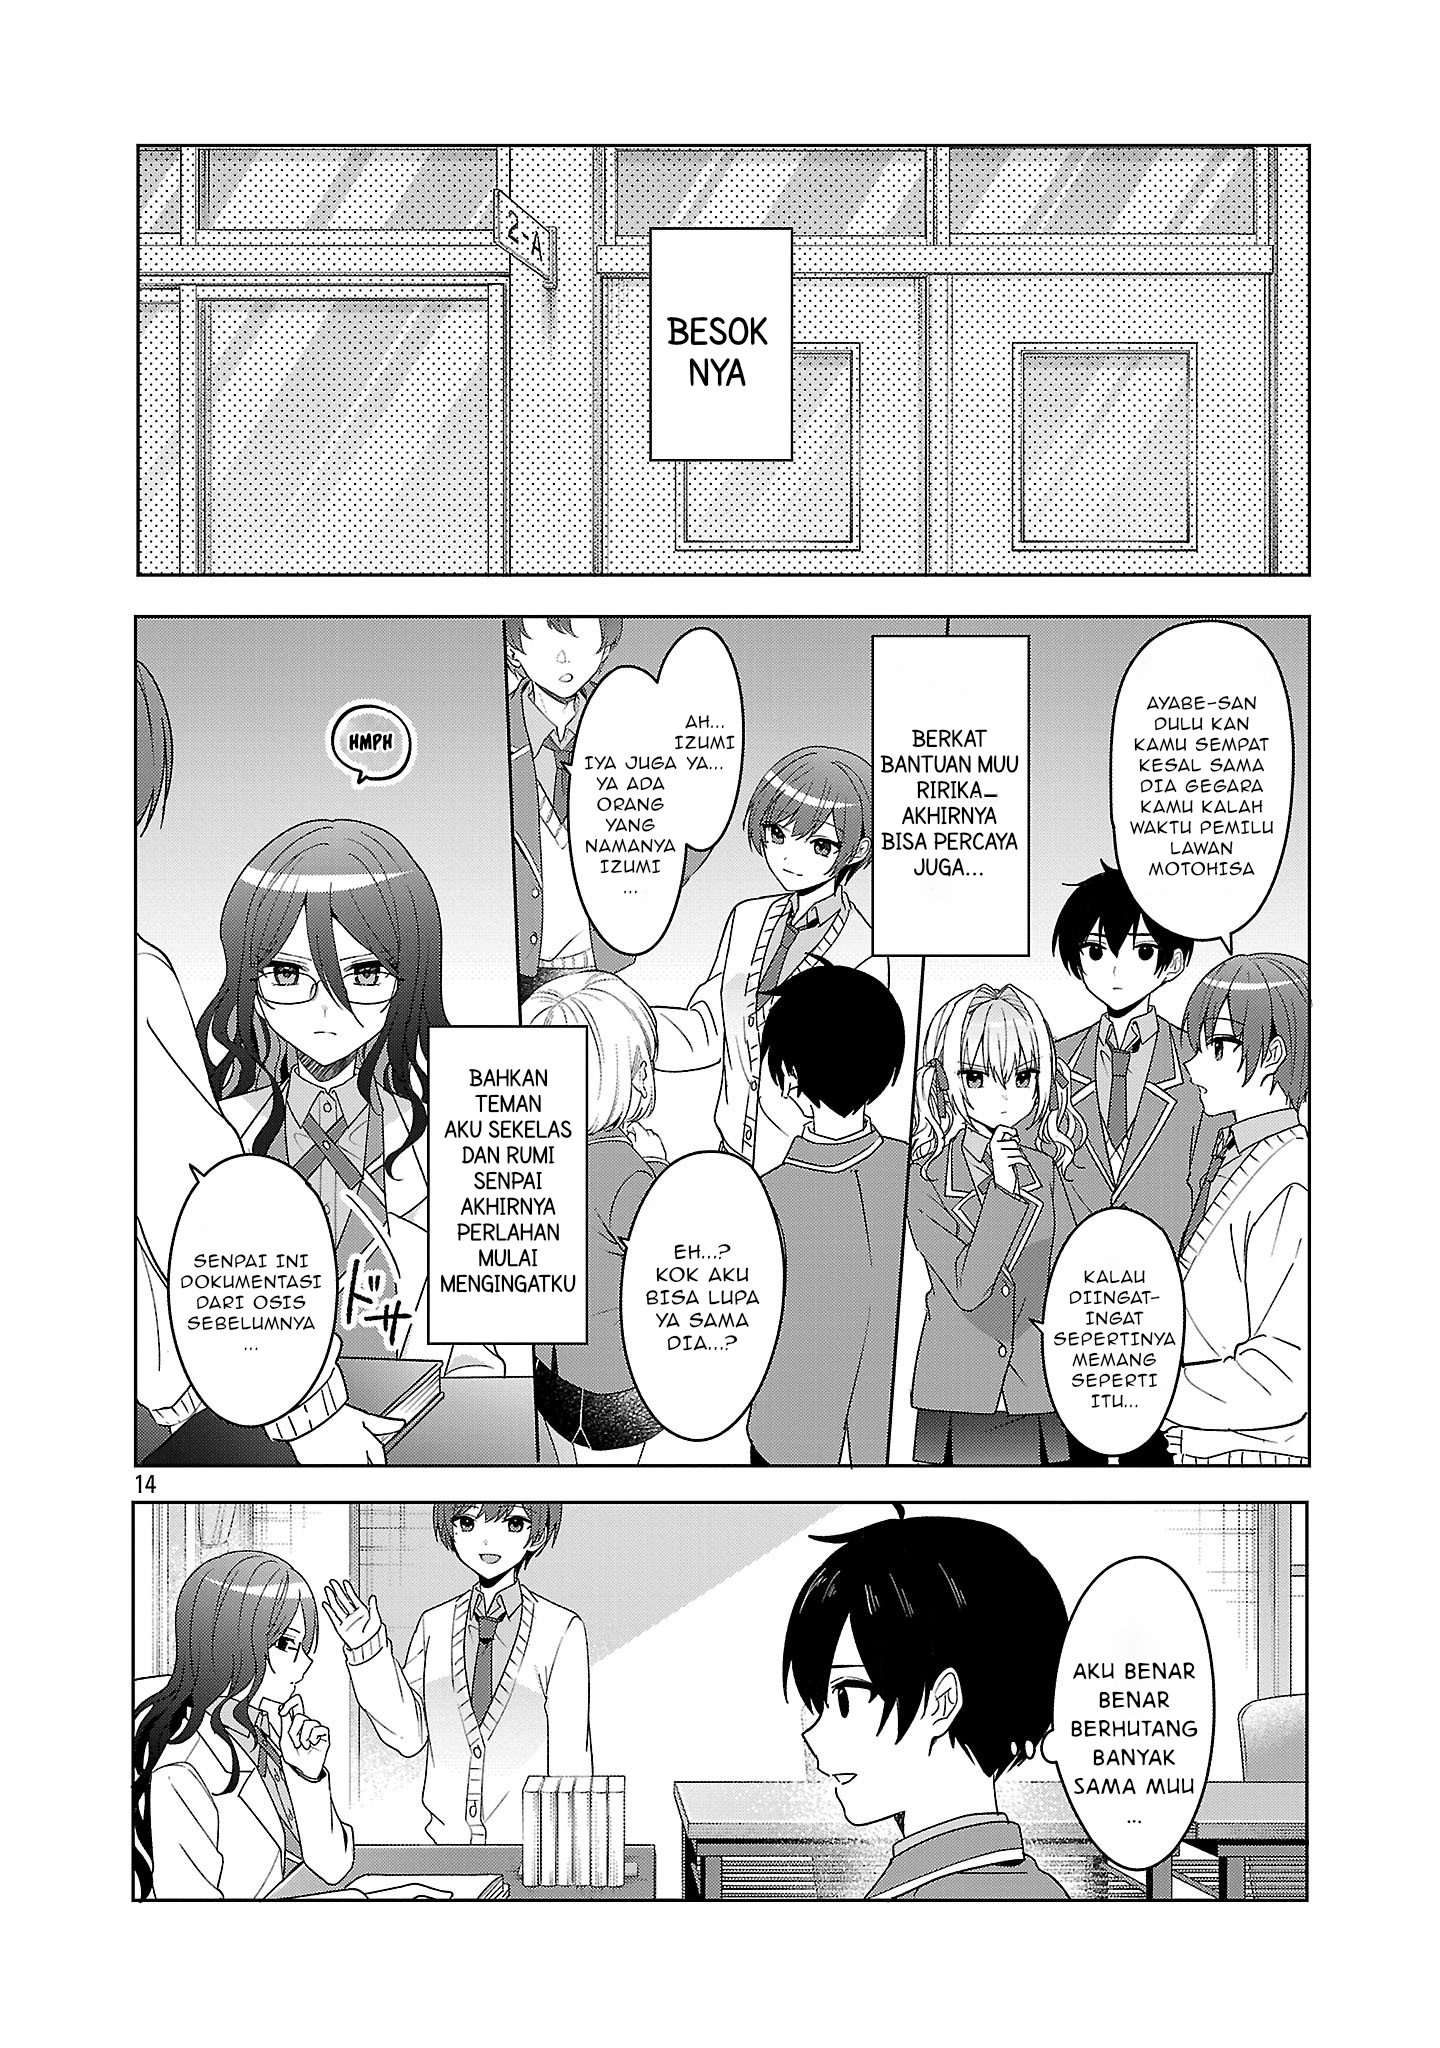 2-A
BESOK
NYA
AYABE-SAN
DULU KAN
KAMU SEMPAT
KESAL SAMA
DIA GEGARA
KAMU KALAH
WAKTU PEMILU
LAWAN
MOTOHISA
KALAU
DIINGAT-
INGAT
SEPERTINYA
MEMANG
SEPERTI
ITU...
BERKAT
BANTUAN MUU
RIRIKA_
AKHIRNYA
BISA PERCAYA
JUGA...
AH...
IZUMI
IYA JUGA YA...
YA ADA
ORANG
YANG
NAMANYA
IZUMI
...
EH...?
KOK AKU
BISA LUPA
YA SAMA
DIA...?
BAHKAN
TEMAN
AKU SEKELAS
DAN RUMI
SENPAI
AKHIRNYA
PERLAHAN
MULAI
MENGINGATKU
HMPH
SENPAI INI
DOKUMENTASI
DARI OSIS
SEBELUMNYA
...
ドサ
14
AKU BENAR
BENAR
BERHUTANG
BANYAK
SAMA MUU
...